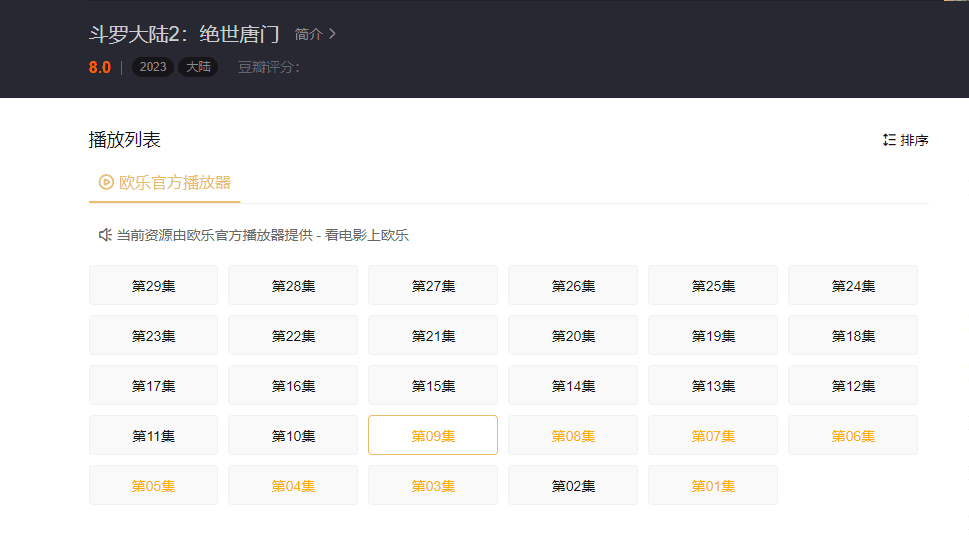 斗罗大陆2：绝世唐门 简介
8.0 2023 大陆 豆瓣评分：
播放列表 排序
欧乐官方播放器
当前资源由欧乐官方播放器提供 - 看电影上欧乐
第29集 第28集 第27集 第26集 第25集 第24集
第23集 第22集 第21集 第20集 第19集 第18集
第17集 第16集 第15集 第14集 第13集 第12集
第11集 第10集 第09集 第08集 第07集 第06集
第05集 第04集 第03集 第02集 第01集